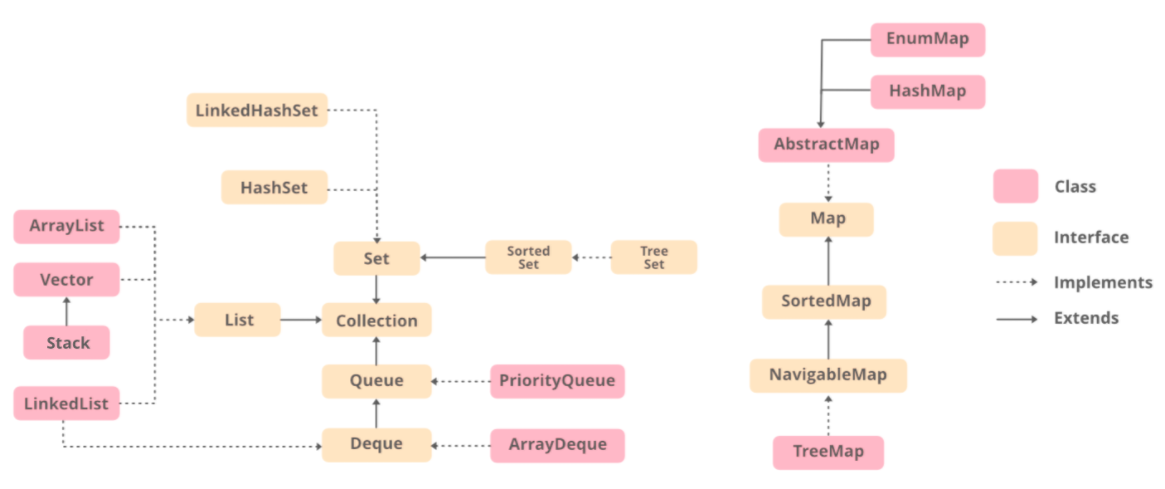 EnumMap
HashMap
LinkedHashSet
AbstractMap
HashSet
Class
ArrayList
Map
Interface
Set
Sorted
Set
Tree
Set
Vector
Implements
SortedMap
List
Collection
Extends
Stack
Queue
PriorityQueue
NavigableMap
LinkedList
Deque
ArrayDeque
TreeMap